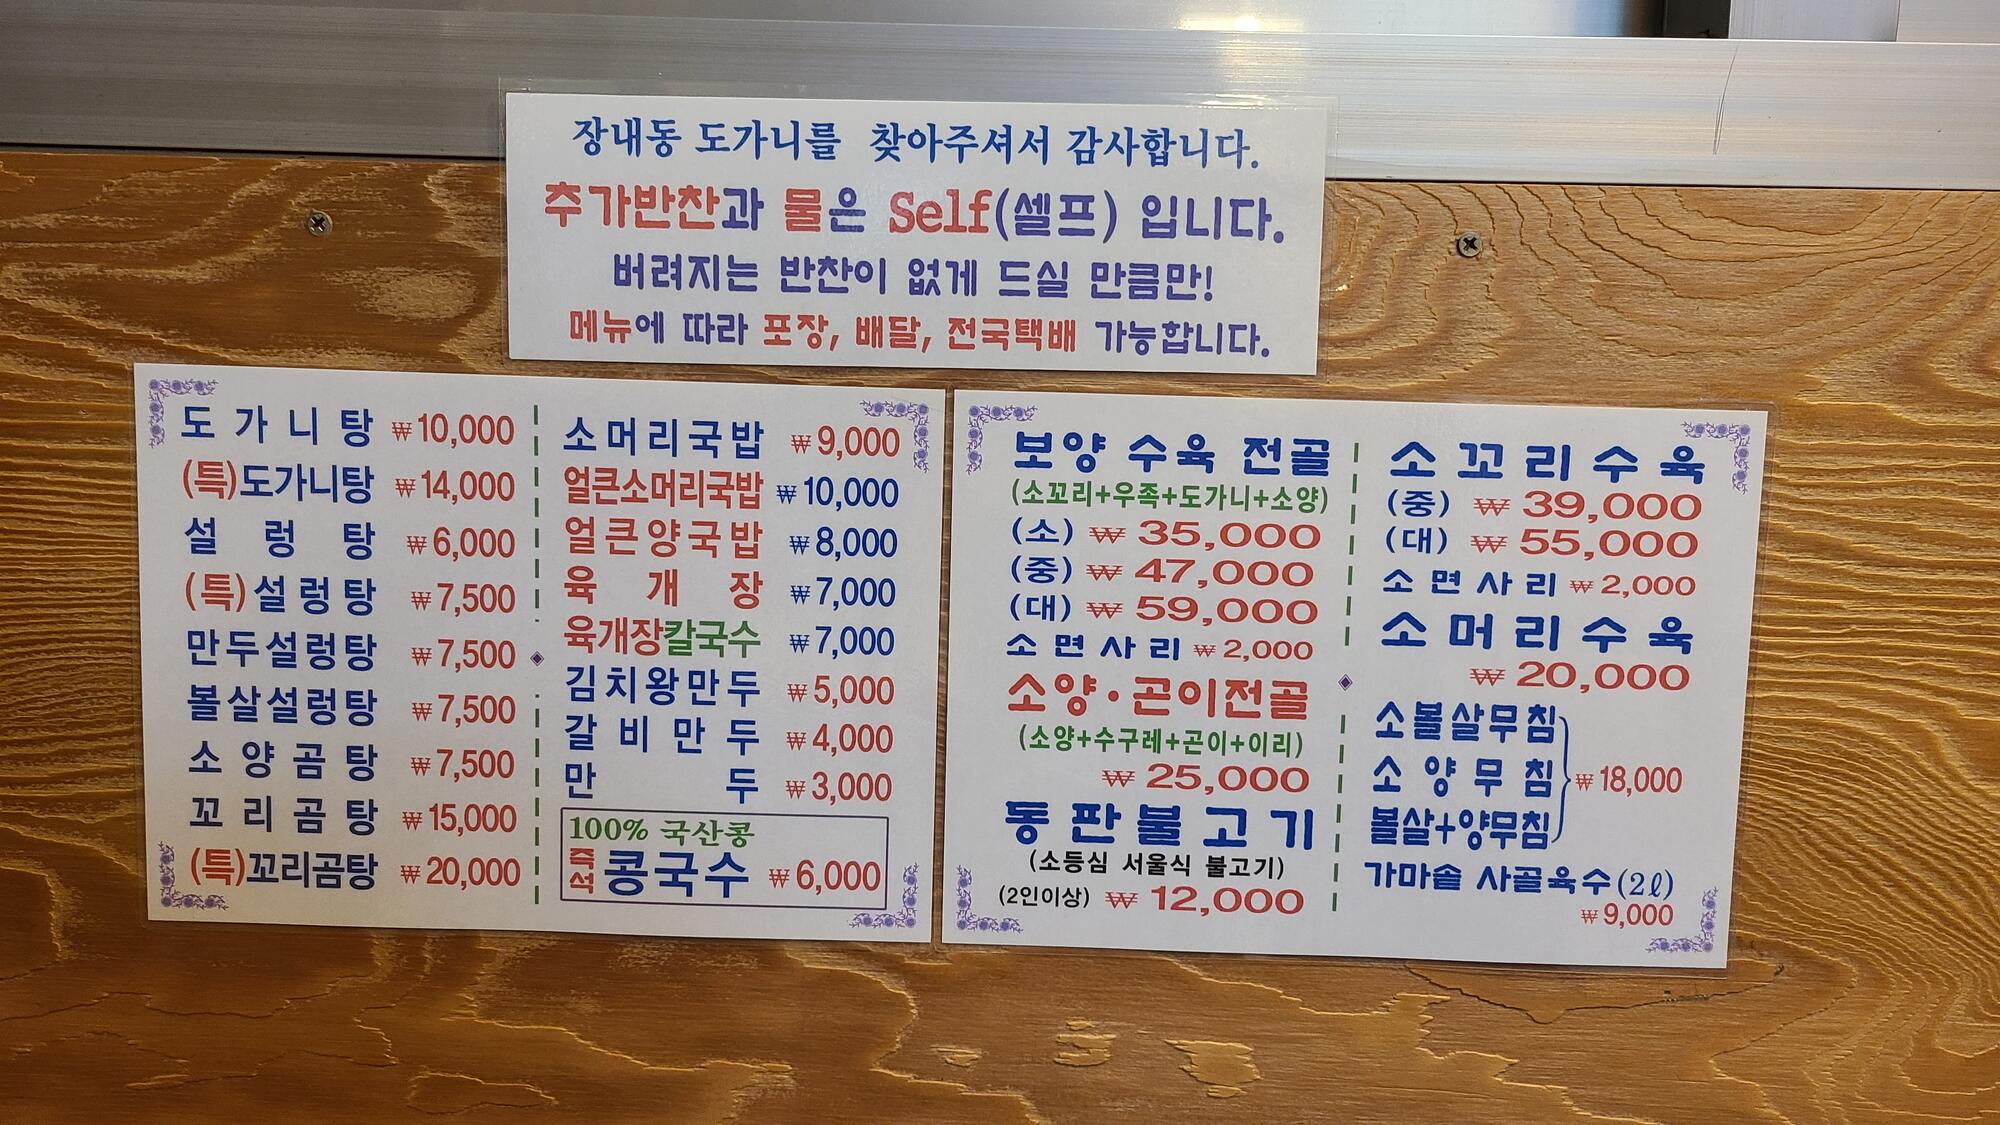 장내동 도가니를 찾아주셔서 감사합니다.
추가반찬과 물은 Self(셀프) 입니다.
버려지는 반찬이 없게 드실 만큼만!
메뉴에 따라 포장, 배달, 전국택배 가능합니다.
도가니탕 ₩10,000
(특)도가니탕 ₩14,000
설렁탕 ₩6,000
(특)설렁탕 ₩7,500
만두설렁탕 ₩7,500
볼살설렁탕 ₩7,500
소양곰탕 ₩7,500
꼬리곰탕 ₩15,000
(특)꼬리곰탕 ₩20,000
소머리국밥 ₩9,000
얼큰소머리국밥 ₩10,000
얼큰양국밥 ₩8,000
육개장 ₩7,000
육개장칼국수 ₩7,000
김치왕만두 ₩5,000
갈비만두 ₩4,000
만두 ₩3,000
100% 국산콩
즉석 콩국수 ₩6,000
보양 수육 전골
(소꼬리+우족+도가니+소양)
(소) ₩35,000
(중) ₩47,000
(대) ₩59,000
소면사리 ₩2,000
소양·곤이전골
(소양+수구레+곤이+이리)
₩25,000
동판불고기
(소등심 서울식 불고기)
(2인이상) ₩12,000
소꼬리수육
(중) ₩39,000
(대) ₩55,000
소면사리 ₩2,000
소머리수육
₩20,000
소볼살무침
소양무침 ₩18,000
볼살+양무침
가마솥 사골육수(2ℓ)
₩9,000